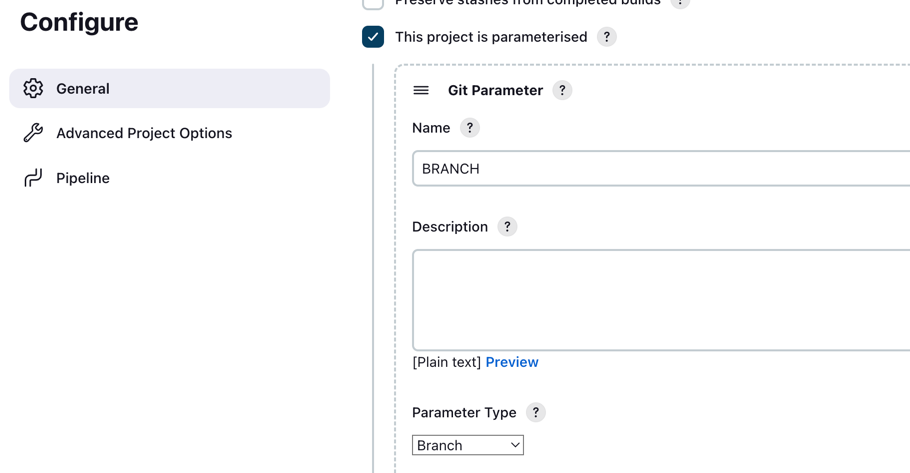 Configure
General
Advanced Project Options
Pipeline
Preserve stashes from completed builds ?
This project is parameterised ?
Git Parameter ?
Name ?
BRANCH
Description ?
[Plain text] Preview
Parameter Type ?
Branch